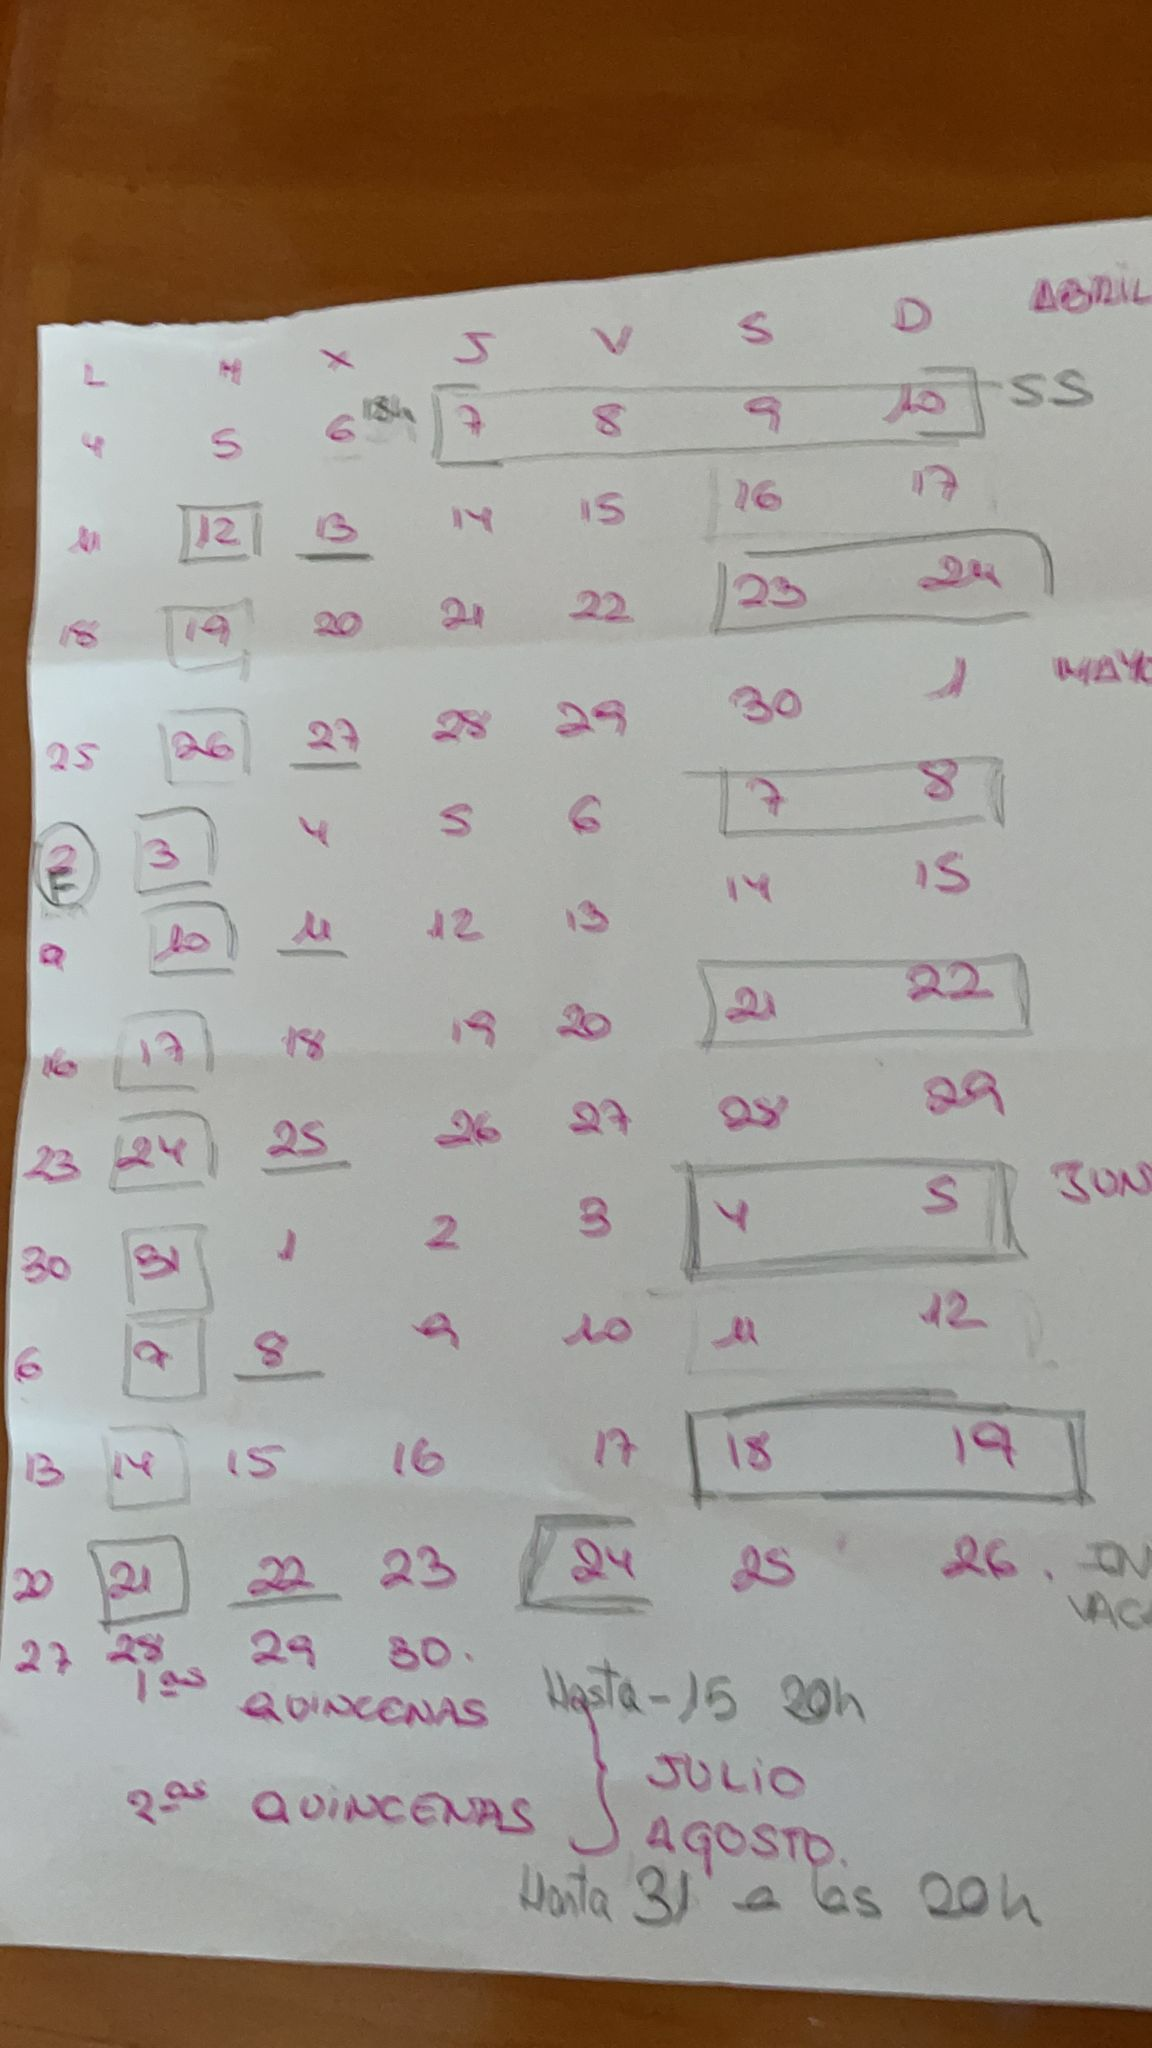 L M X J V S D ABRIL
4 5 6 18h 7 8 9 10 SS
11 12 13 14 15 16 17
18 19 20 21 22 23 24
25 26 27 28 29 30 1 MAYO
2 F 3 4 5 6 7 8
9 10 11 12 13 14 15
16 17 18 19 20 21 22
23 24 25 26 27 28 29
30 31 1 2 3 4 5 JUN
6 7 8 9 10 11 12
13 14 15 16 17 18 19
20 21 22 23 24 25 26. IN
VACA
27 28 29 30.
1as QUINCENAS Hasta - 15 20h
JULIO
2as QUINCENAS
AGOSTO.
Hasta 31 a las 20h